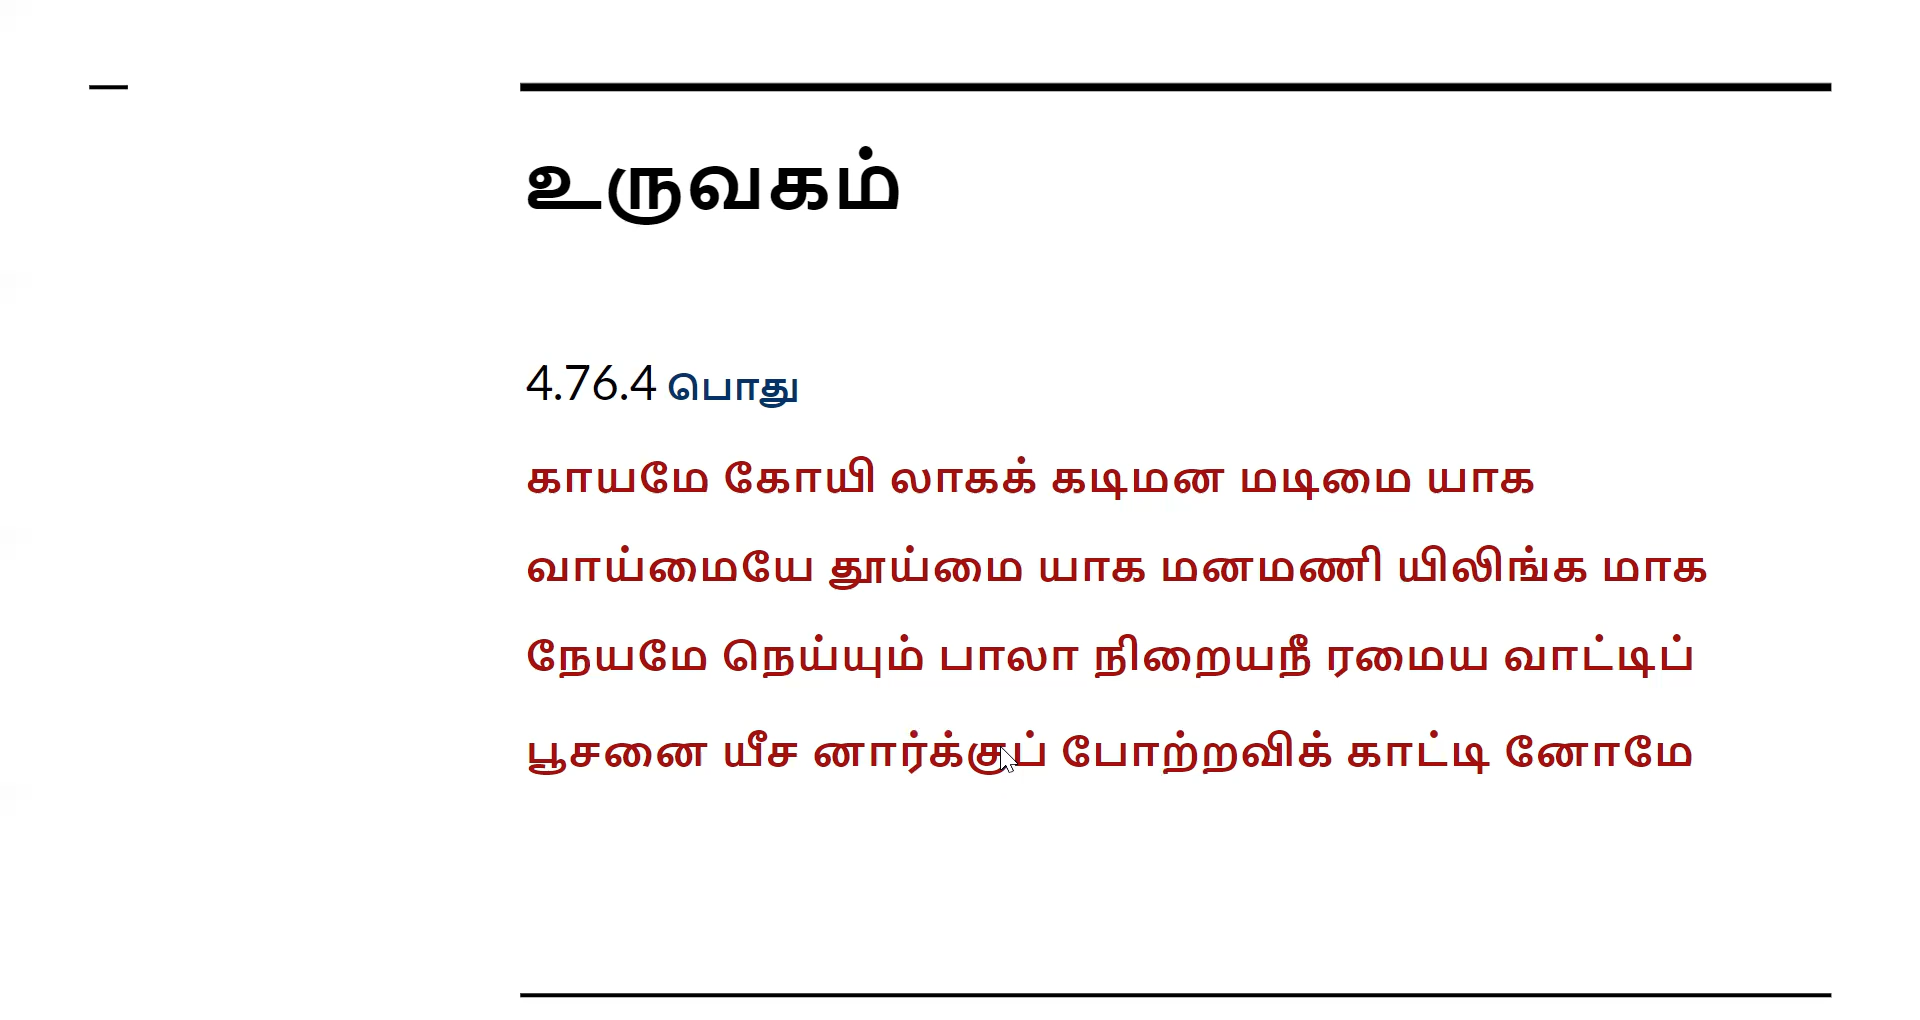 உருவகம்
4.76.4 பொது
காயமே கோயி லாகக் கடிமன மடிமை யாக
வாய்மையே தூய்மை யாக மனமணி யிலிங்க மாக
நேயமே நெய்யும் பாலா நிறையநீ ரமைய வாட்டிப்
பூசனை யீச னார்க்குப் போற்றவிக் காட்டி னோமே